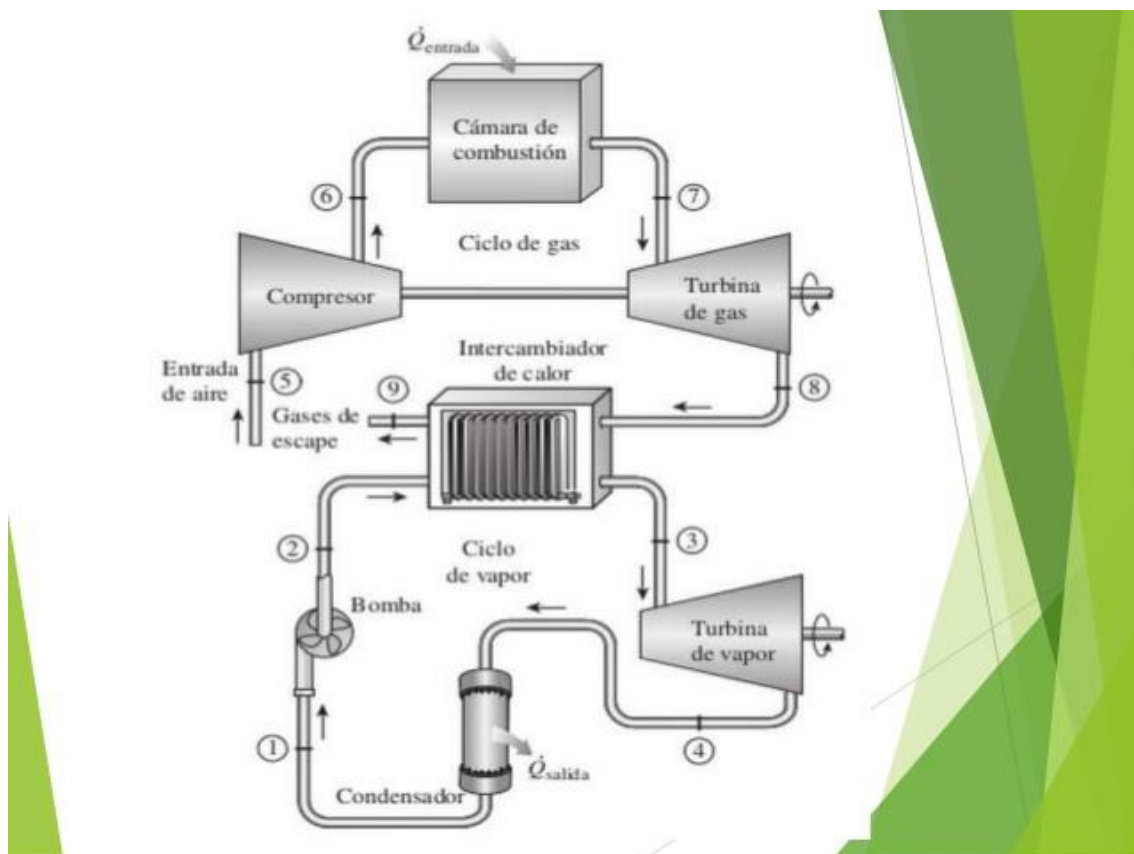 Q̇entrada
Cámara de
combustión
6
7
Ciclo de gas
Compresor
Turbina
de gas
Intercambiador
de calor
Entrada
de aire
5
9
8
Gases de
escape
2
Ciclo
de vapor
3
Bomba
Turbina
de vapor
1
4
Q̇salida
Condensador